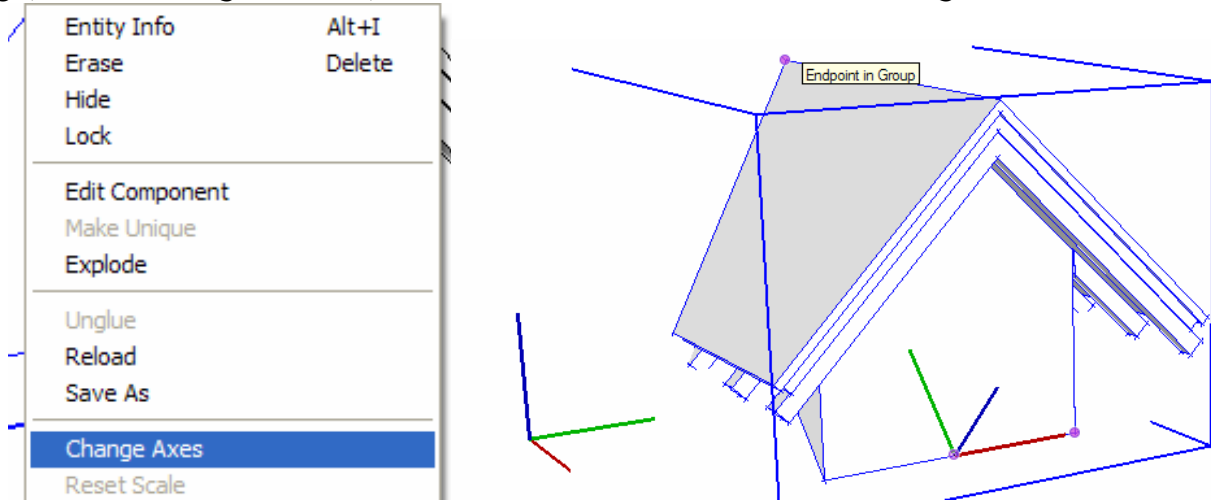 Entity Info Alt+I
Erase Delete
Hide
Lock
Edit Component
Make Unique
Explode
Unglue
Reload
Save As
Change Axes
Reset Scale
Endpoint in Group